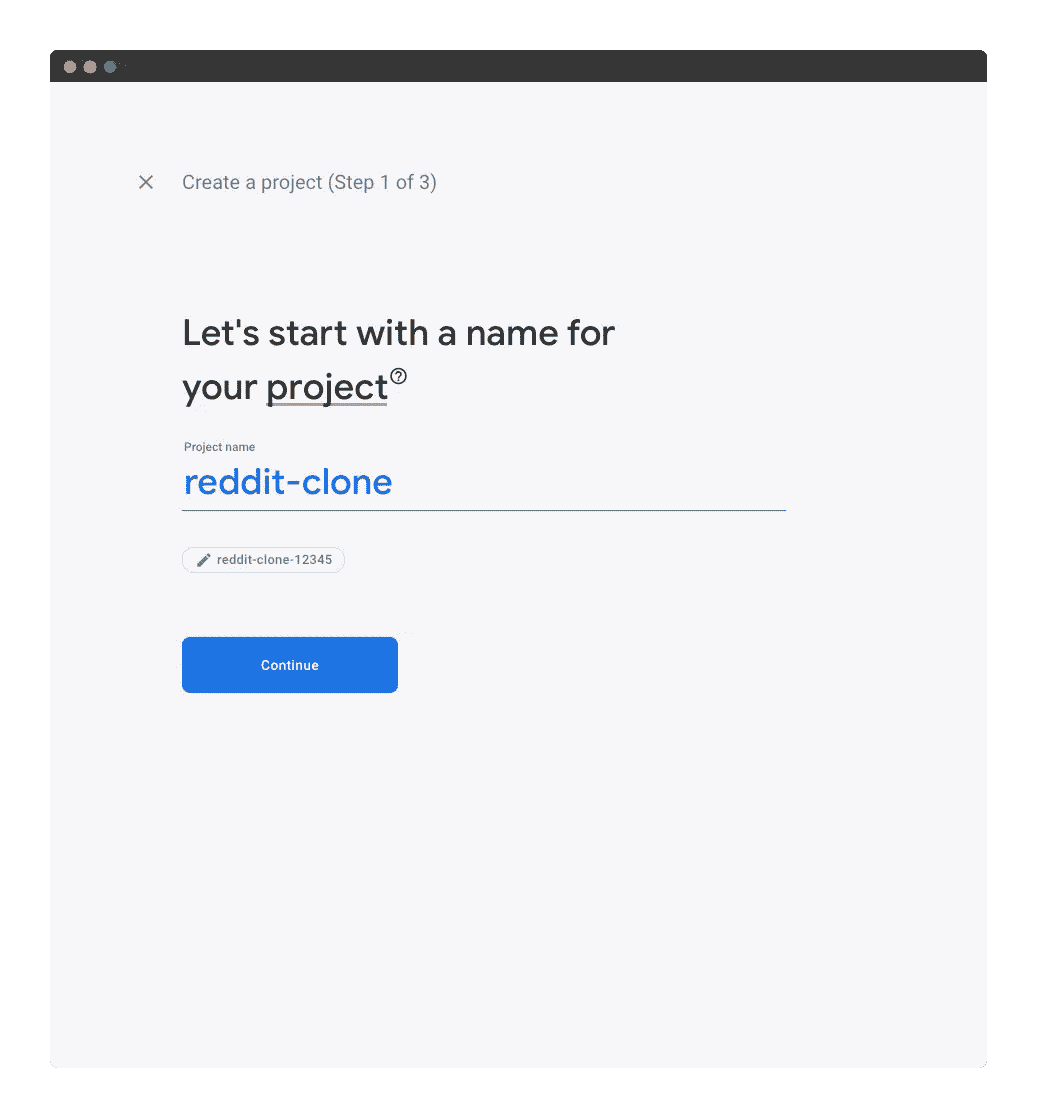 Create a project (Step 1 of 3)
Let's start with a name for
your project
Project name
reddit-clone
reddit-clone-12345
Continue